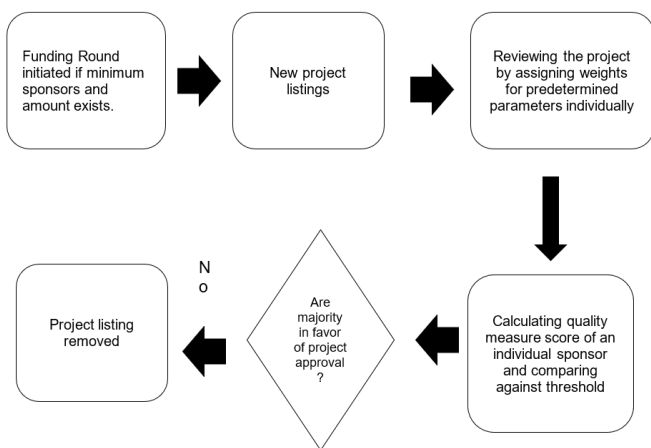 Funding Round
initiated if minimum
sponsors and
amount exists.
New project
listings
Reviewing the project
by assigning weights
for predetermined
parameters individually
Calculating quality
measure score of an
individual sponsor
and comparing
against threshold
Are
majority
in favor
of project
approval
?
N
o
Project listing
removed